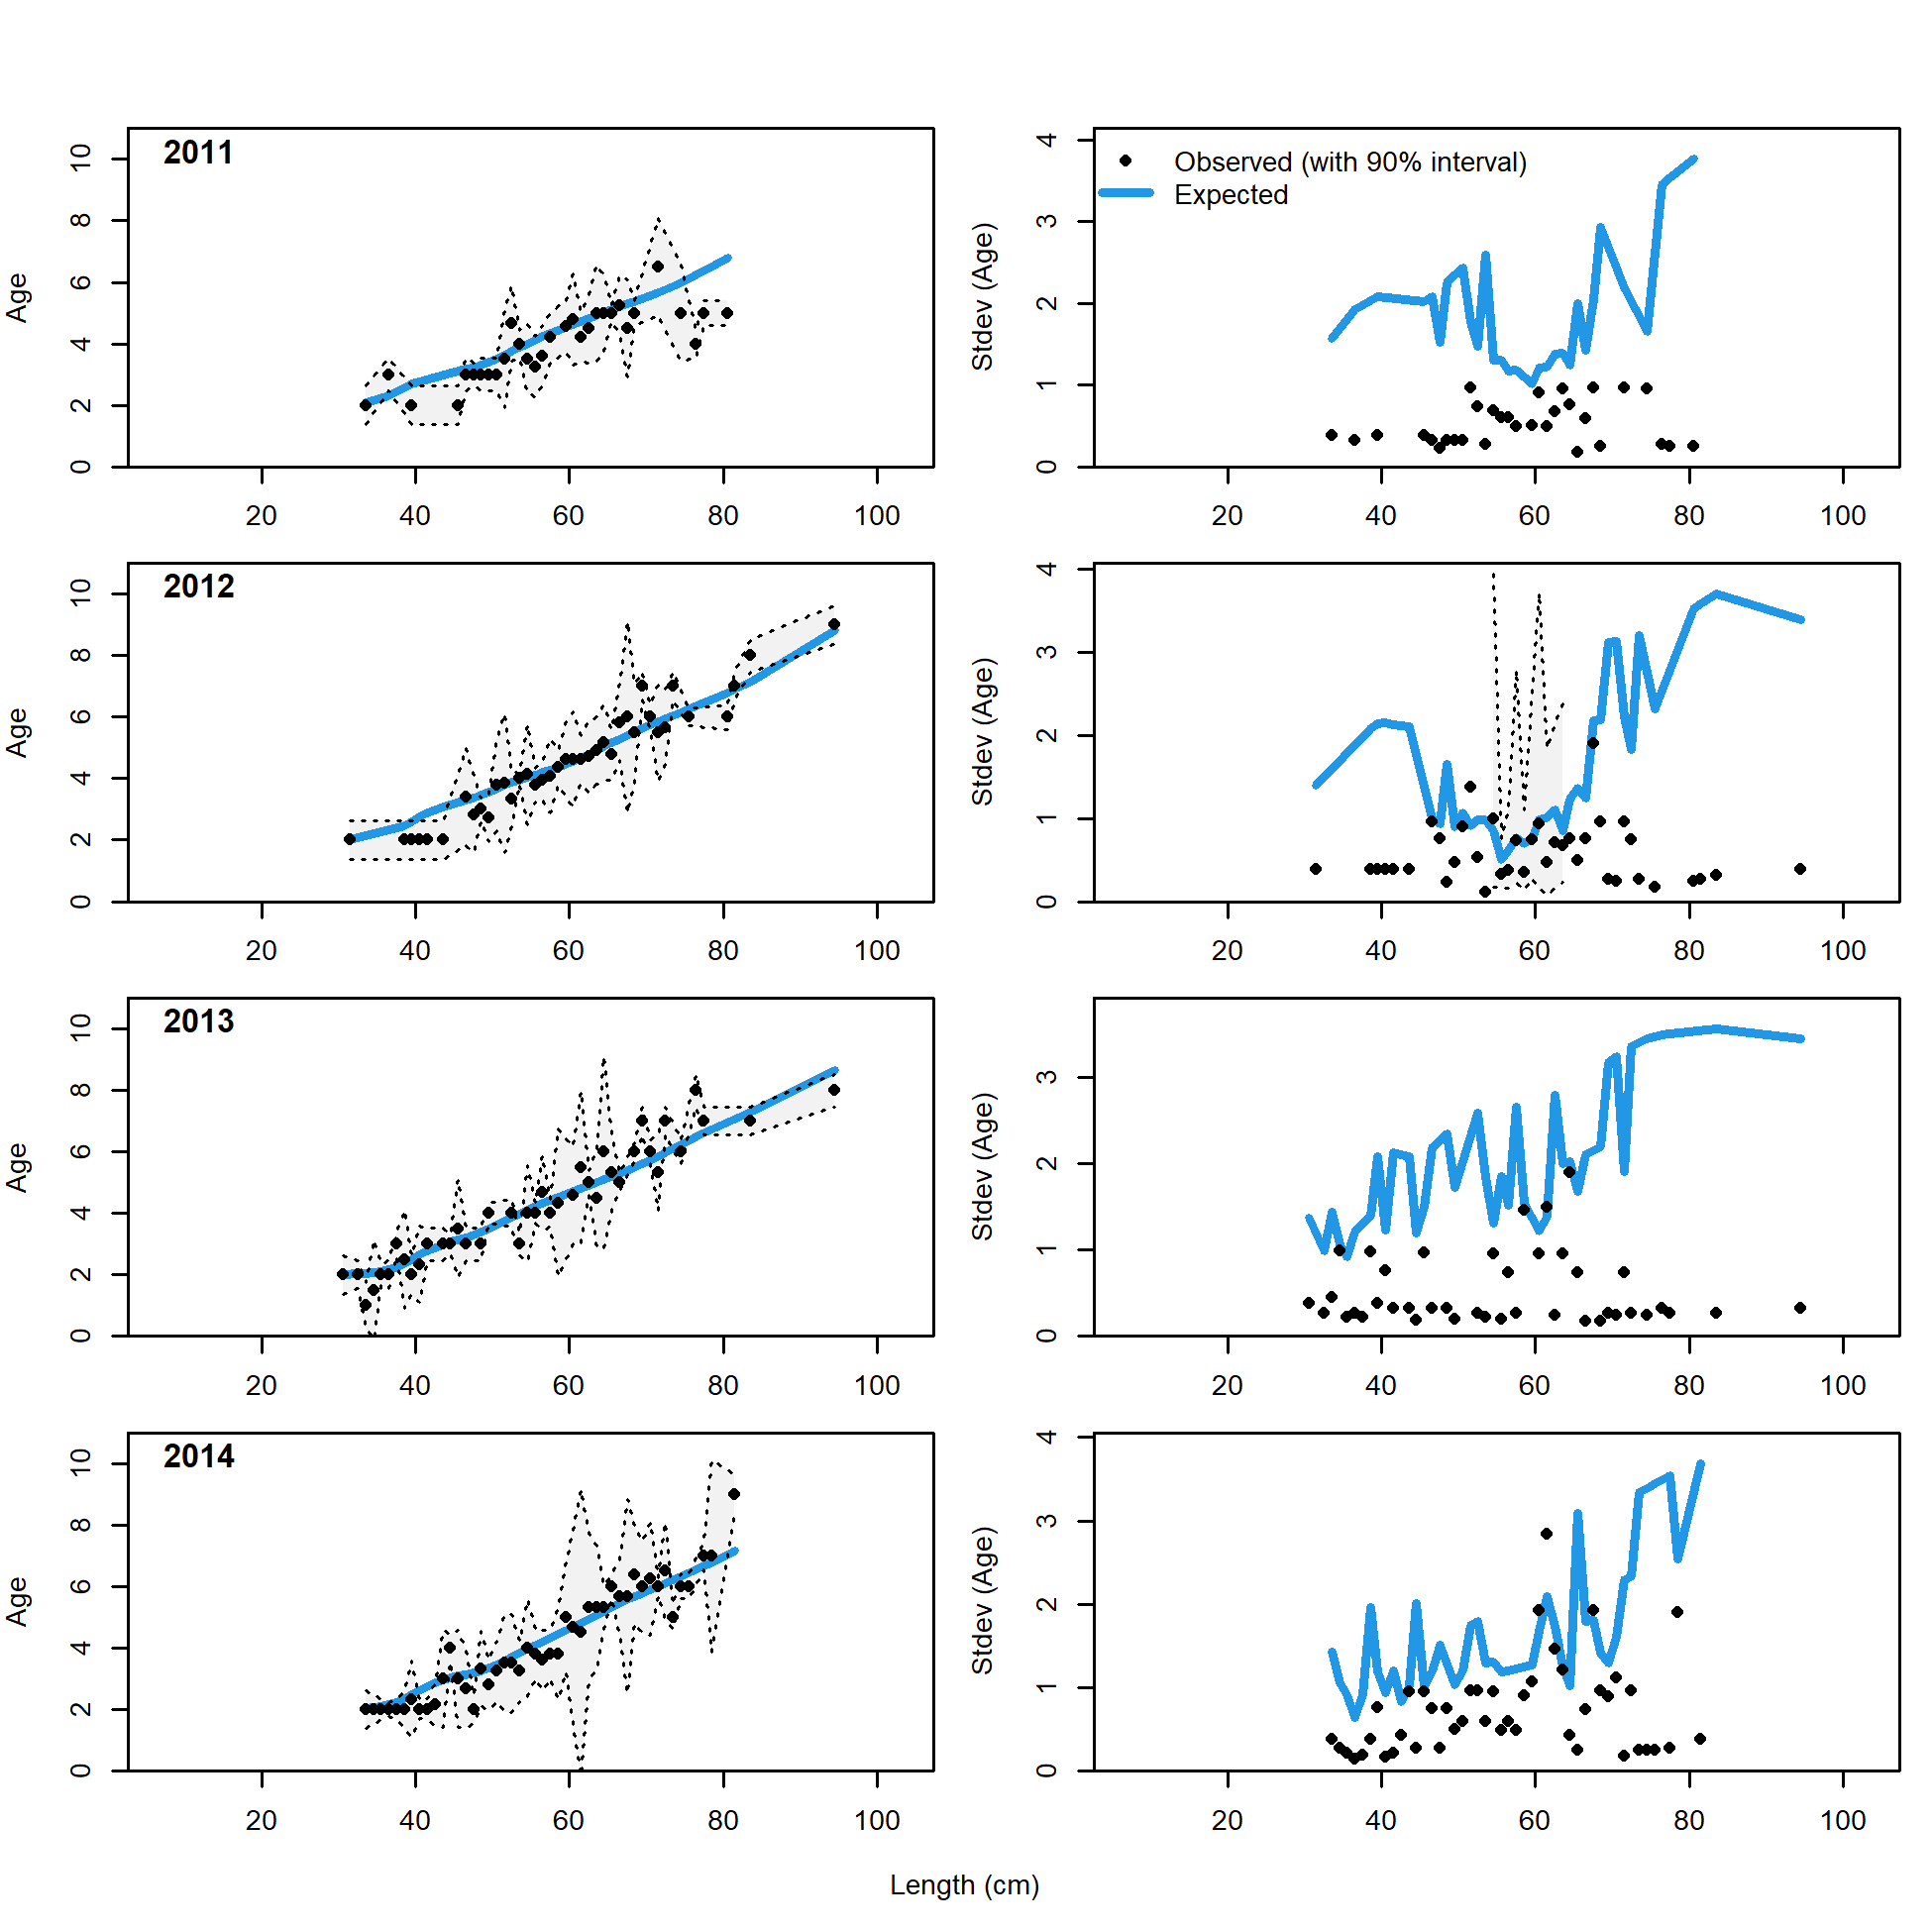 2011
Age
0 2 4 6 8 10
20 40 60 80 100
Observed (with 90% interval)
Expected
Stdev (Age)
0 1 2 3 4
20 40 60 80 100
2012
Age
0 2 4 6 8 10
20 40 60 80 100
Stdev (Age)
0 1 2 3 4
20 40 60 80 100
2013
Age
0 2 4 6 8 10
20 40 60 80 100
Stdev (Age)
0 1 2 3
20 40 60 80 100
2014
Age
0 2 4 6 8 10
20 40 60 80 100
Stdev (Age)
0 1 2 3 4
20 40 60 80 100
Length (cm)